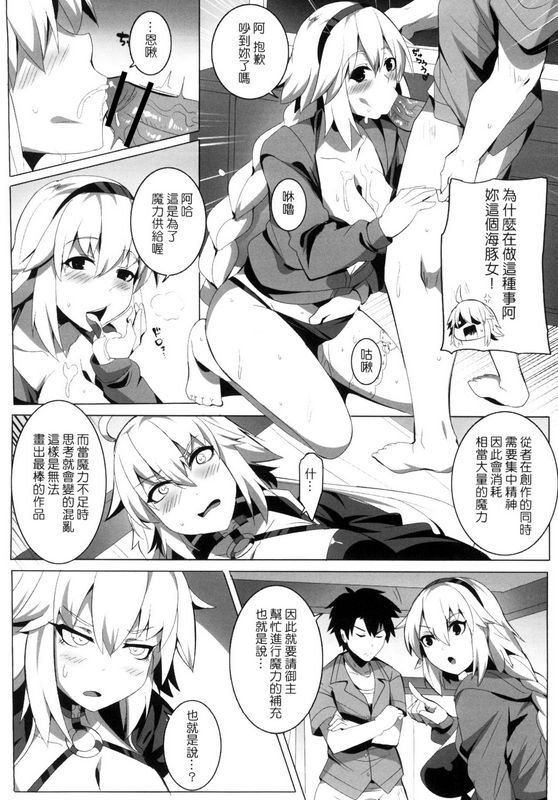 阿 抱歉
吵到妳了嗎
…恩啾
咻嚕
為什麼在做這種事阿
妳這個海豚女！
阿哈
這是為了
魔力供給喔
咕啾
從者在創作的同時
需要集中精神
因此會消耗
相當大量的魔力
什…
而當魔力不足時
思考就會變的混亂
這樣是無法
畫出最棒的作品
因此就要請御主
幫忙進行魔力的補充
也就是說…
也就是
說…？